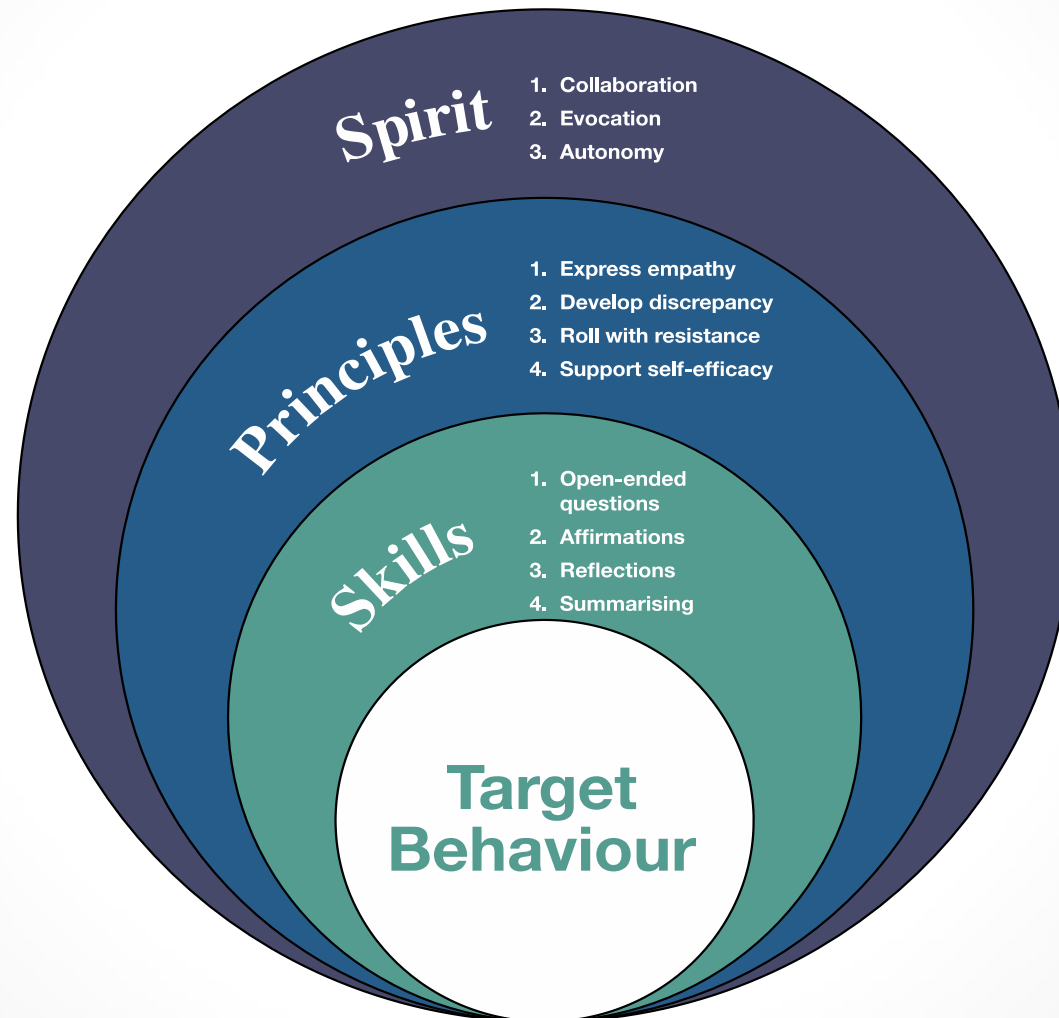 Spirit
1. Collaboration
2. Evocation
3. Autonomy
Principles
1. Express empathy
2. Develop discrepancy
3. Roll with resistance
4. Support self-efficacy
Skills
1. Open-ended
questions
2. Affirmations
3. Reflections
4. Summarising
Target
Behaviour